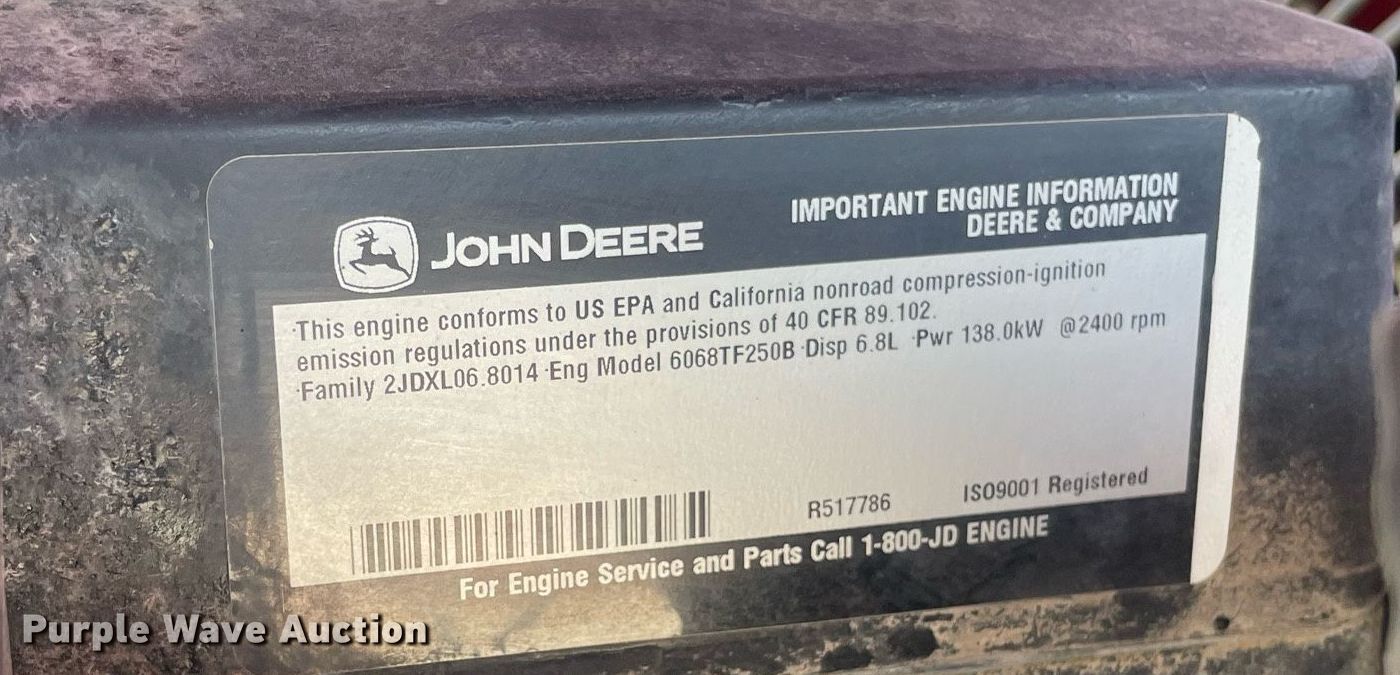 JOHN DEERE
IMPORTANT ENGINE INFORMATION
DEERE & COMPANY
·This engine conforms to US EPA and California nonroad compression-ignition
emission regulations under the provisions of 40 CFR 89.102.
·Family 2JDXL06.8014 ·Eng Model 6068TF250B ·Disp 6.8L ·Pwr 138.0kW @2400 rpm
R517786 ISO9001 Registered
For Engine Service and Parts Call 1-800-JD ENGINE
Purple Wave Auction